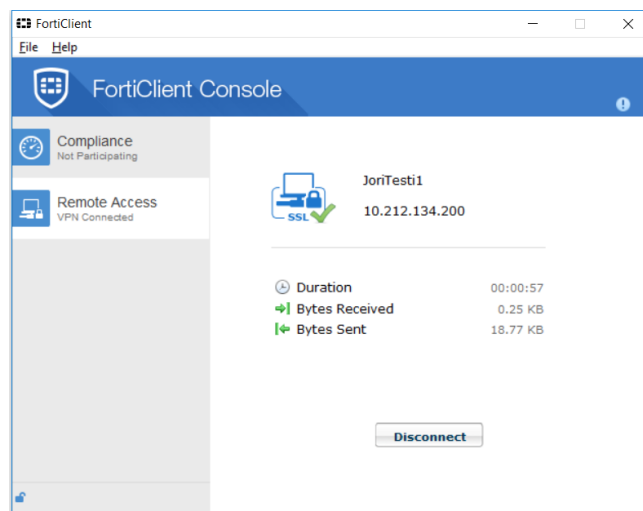 FortiClient
File Help
FortiClient Console
Compliance
Not Participating
Remote Access
VPN Connected
JoriTesti1
10.212.134.200
SSL
Duration 00:00:57
Bytes Received 0.25 KB
Bytes Sent 18.77 KB
Disconnect